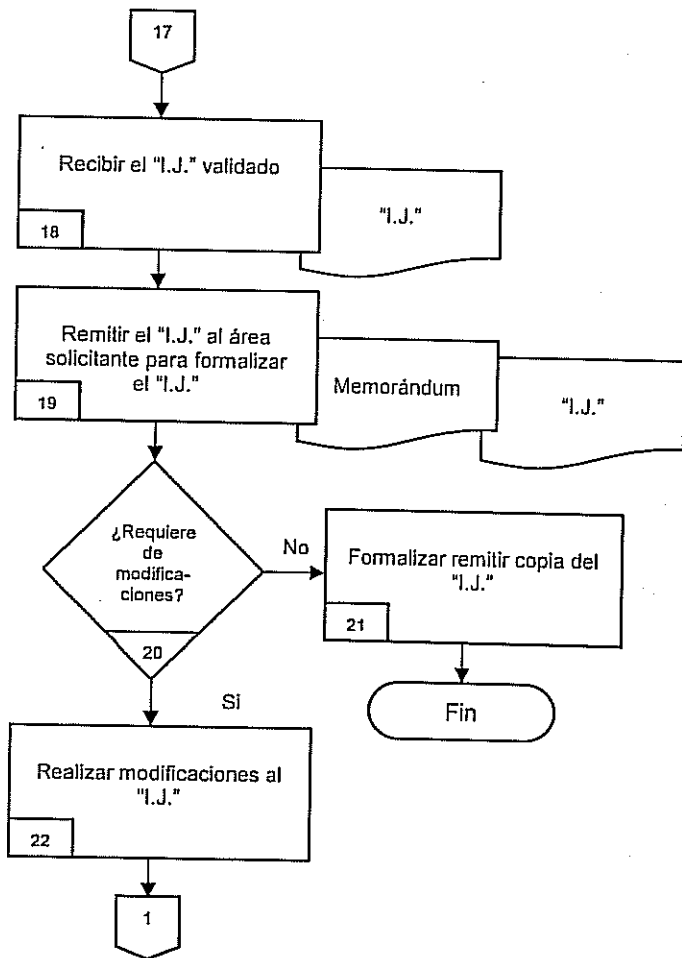 17
Recibir el "I.J." validado
18
"I.J."
Remitir el "I.J." al área
solicitante para formalizar
el "I.J."
19
Memorándum
"I.J."
¿Requiere
de
modifica-
ciones?
20
No
Formalizar remitir copia del
"I.J."
21
Fin
Si
Realizar modificaciones al
"I.J."
22
1